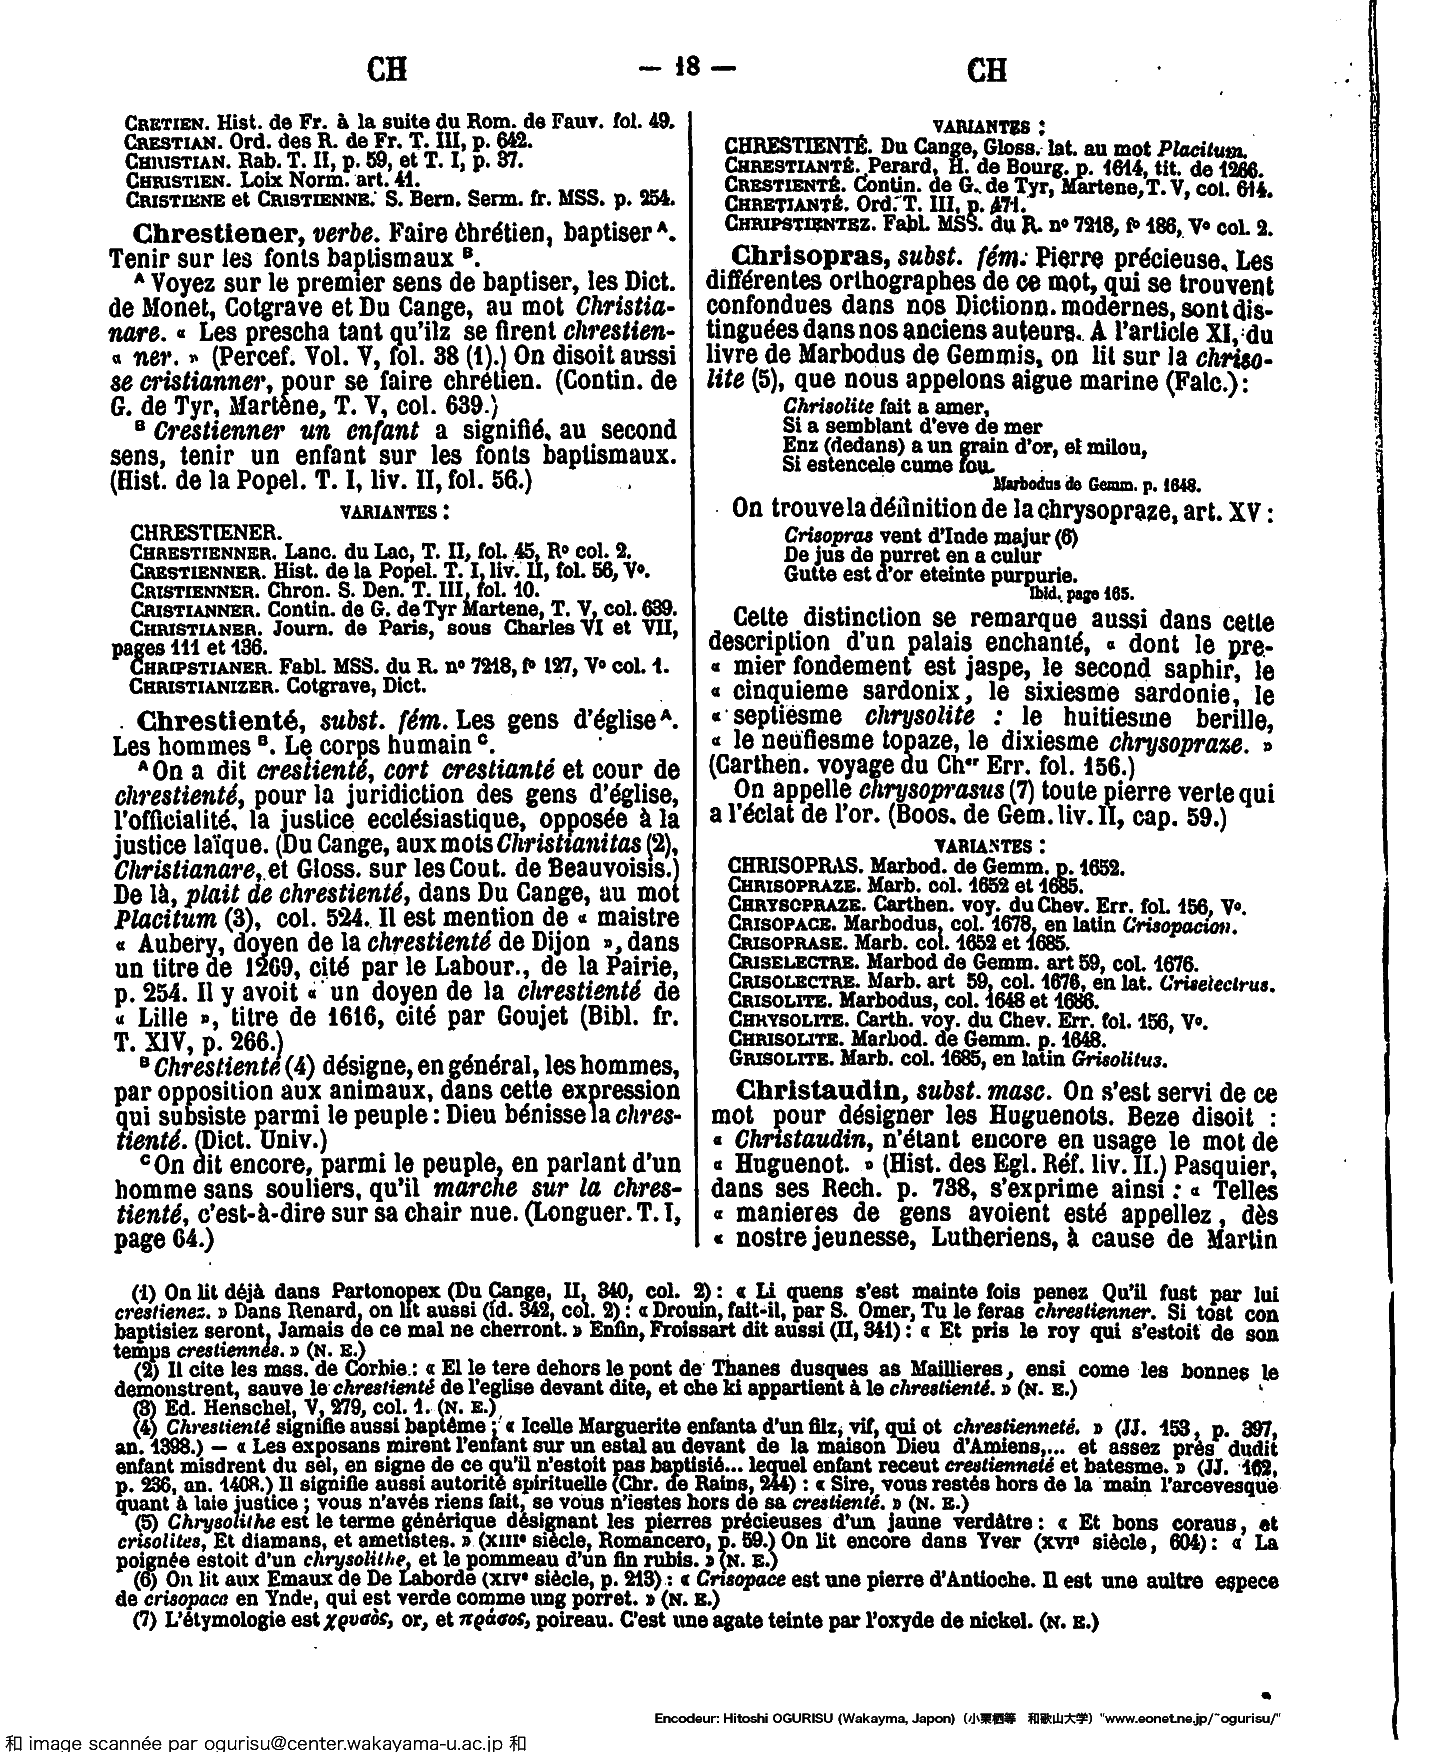 CH — 18 — CH
CRETIEN. Hist. de Fr. à la suite du Rom. de Fauv. fol. 49.
CRESTIAN. Ord. des R. de Fr. T. III, p. 642.
CHRISTIAN. Rab. T. II, p. 59, et T. I, p. 37.
CHRISTIEN. Loix Norm. art. 41.
CRISTIENE et CRISTIENNE. S. Bern. Serm. fr. MSS. p. 254.
Chrestiener, verbe. Faire chrétien, baptiser A.
Tenir sur les fonts baptismaux B.
A Voyez sur le premier sens de baptiser, les Dict.
de Monet, Cotgrave et Du Cange, au mot Christia-
nare. « Les prescha tant qu'ilz se firent chrestien-
« ner. » (Percef. Vol. V, fol. 38 (1).) On disoit aussi
se cristianner, pour se faire chrétien. (Contin. de
G. de Tyr, Martène, T. V, col. 639.)
B Crestienner un enfant a signifié, au second
sens, tenir un enfant sur les fonts baptismaux.
(Hist. de la Popel. T. I, liv. II, fol. 56.)
VARIANTES :
CHRESTIENER.
CHRESTIENNER. Lanc. du Lac, T. II, fol. 45, Rº col. 2.
CRESTIENNER. Hist. de la Popel. T. I, liv. II, fol. 56, Vº.
CRISTIENNER. Chron. S. Den. T. III, fol. 10.
CRISTIANNER. Contin. de G. de Tyr Martene, T. V, col. 639.
CHRISTIANER. Journ. de Paris, sous Charles VI et VII,
pages 111 et 136.
CHRIPSTIANER. Fabl. MSS. du R. nº 7218, fº 127, Vº col. 1.
CHRISTIANIZER. Cotgrave, Dict.
Chrestienté, subst. fém. Les gens d'église A.
Les hommes B. Le corps humain C.
A On a dit crestienté, cort crestianté et cour de
chrestienté, pour la juridiction des gens d'église,
l'officialité, la justice ecclésiastique, opposée à la
justice laïque. (Du Cange, aux mots Christianitas (2),
Christianare, et Gloss. sur les Cout. de Beauvoisis.)
De là, plait de chrestienté, dans Du Cange, au mot
Placitum (3), col. 524. Il est mention de « maistre
« Aubery, doyen de la chrestienté de Dijon », dans
un titre de 1269, cité par le Labour., de la Pairie,
p. 254. Il y avoit « un doyen de la chrestienté de
« Lille », titre de 1616, cité par Goujet (Bibl. fr.
T. XIV, p. 266.)
B Chrestienté (4) désigne, en général, les hommes,
par opposition aux animaux, dans cette expression
qui subsiste parmi le peuple : Dieu bénisse la chres-
tienté. (Dict. Univ.)
C On dit encore, parmi le peuple, en parlant d'un
homme sans souliers, qu'il marche sur la chres-
tienté, c'est-à-dire sur sa chair nue. (Longuer. T. I,
page 64.)
VARIANTES :
CHRESTIENTÉ. Du Cange, Gloss. lat. au mot Placitum.
CHRESTIANTÉ. Perard, H. de Bourg. p. 1614, tit. de 1266.
CRESTIENTÉ. Contin. de G. de Tyr, Martene, T. V, col. 614.
CHRETIANTÉ. Ord. T. III, p. 471.
CHRIPSTIENTEZ. Fabl. MSS. du R. nº 7218, fº 186, Vº col. 2.
Chrisopras, subst. fém. Pierre précieuse. Les
différentes orthographes de ce mot, qui se trouvent
confondues dans nos Dictionn. modernes, sont dis-
tinguées dans nos anciens auteurs. A l'article XI, du
livre de Marbodus de Gemmis, on lit sur la chriso-
lite (5), que nous appelons aigue marine (Falc.) :
Chrisolite fait a amer,
Si a semblant d'eve de mer
Enz (dedans) a un grain d'or, et milou,
Si estencele cume fou.
Marbodus de Gemm. p. 1648.
On trouve la définition de la chrysopraze, art. XV :
Crisopras vent d'Inde majur (6)
De jus de purret en a culur
Gutte est d'or eteinte purpurie.
Ibid. page 165.
Cette distinction se remarque aussi dans cette
description d'un palais enchanté, « dont le pre-
« mier fondement est jaspe, le second saphir, le
« cinquieme sardonix, le sixiesme sardonie, le
« septiesme chrysolite : le huitiesme berille,
« le neufiesme topaze, le dixiesme chrysopraze. »
(Carthen. voyage du Cher Err. fol. 156.)
On appelle chrysoprasus (7) toute pierre verte qui
a l'éclat de l'or. (Boos. de Gem. liv. II, cap. 59.)
VARIANTES :
CHRISOPRAS. Marbod. de Gemm. p. 1652.
CHRISOPRAZE. Marb. col. 1652 et 1685.
CHRYSOPRAZE. Carthen. voy. du Chev. Err. fol. 156, Vº.
CRISOPACE. Marbodus, col. 1678, en latin Crisopacion.
CRISOPRASE. Marb. col. 1652 et 1685.
CRISELECTRE. Marbod de Gemm. art 59, col. 1676.
CRISOLECTRE. Marb. art 59, col. 1676, en lat. Criselectrus.
CRISOLITE. Marbodus, col. 1648 et 1686.
CHRYSOLITE. Carth. voy. du Chev. Err. fol. 156, Vº.
CHRISOLITE. Marbod. de Gemm. p. 1648.
GRISOLITE. Marb. col. 1685, en latin Grisolitus.
Christaudin, subst. masc. On s'est servi de ce
mot pour désigner les Huguenots. Beze disoit :
« Christaudin, n'étant encore en usage le mot de
« Huguenot. » (Hist. des Egl. Réf. liv. II.) Pasquier,
dans ses Rech. p. 738, s'exprime ainsi : « Telles
« manieres de gens avoient esté appellez, dès
« nostre jeunesse, Lutheriens, à cause de Martin
(1) On lit déjà dans Partonopex (Du Cange, II, 340, col. 2) : « Li quens s'est mainte fois penez Qu'il fust par lui
crestienez. » Dans Renard, on lit aussi (id. 342, col. 2) : « Drouin, fait-il, par S. Omer, Tu le feras chrestienner. Si tost con
baptisiez seront, Jamais de ce mal ne cherront. » Enfin, Froissart dit aussi (II, 341) : « Et pris le roy qui s'estoit de son
temps crestiennés. » (N. E.)
(2) Il cite les mss. de Corbie : « El le tere dehors le pont de Thanes dusques as Maillieres, ensi come les bonnes le
demonstrent, sauve le chrestienté de l'eglise devant dite, et che ki appartient à le chrestienté. » (N. E.)
(3) Ed. Henschel, V, 279, col. 1. (N. E.)
(4) Chrestienté signifie aussi baptême ; « Icelle Marguerite enfanta d'un filz, vif, qui ot chrestienneté. » (JJ. 153, p. 397,
an. 1398.) — « Les exposans mirent l'enfant sur un estal au devant de la maison Dieu d'Amiens,... et assez près dudit
enfant misdrent du sel, en signe de ce qu'il n'estoit pas baptisié... lequel enfant receut crestienneté et batesme. » (JJ. 162,
p. 236, an. 1408.) Il signifie aussi autorité spirituelle (Chr. de Rains, 244) : « Sire, vous restés hors de la main l'arcevesque
quant à laie justice ; vous n'avés riens fait, se vous n'iestes hors de sa crestienté. » (N. E.)
(5) Chrysolithe est le terme générique désignant les pierres précieuses d'un jaune verdâtre : « Et bons coraus, et
crisolites, Et diamans, et ametistes. » (XIIIe siècle, Romancero, p. 59.) On lit encore dans Yver (XVIe siècle, 604) : « La
poignée estoit d'un chrysolithe, et le pommeau d'un fin rubis. » (N. E.)
(6) On lit aux Emaux de De Laborde (XIVe siècle, p. 213) : « Crisopace est une pierre d'Antioche. Il est une aultre espece
de crisopace en Ynde, qui est verde comme ung porret. » (N. E.)
(7) L'étymologie est χρυσὸς, or, et πράσος, poireau. C'est une agate teinte par l'oxyde de nickel. (N. E.)
Encodeur: Hitoshi OGURISU (Wakayma, Japon) (小栗栖等 和歌山大学) "www.eonet.ne.jp/~ogurisu/"
和 image scannée par ogurisu@center.wakayama-u.ac.jp 和